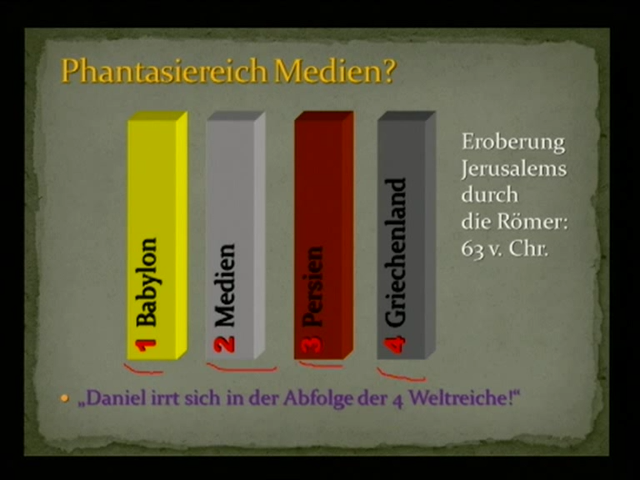 Phantasiereich Medien?
1 Babylon
2 Medien
3 Persien
4 Griechenland
Eroberung
Jerusalems
durch
die Römer:
63 v. Chr.
• „Daniel irrt sich in der Abfolge der 4 Weltreiche!“